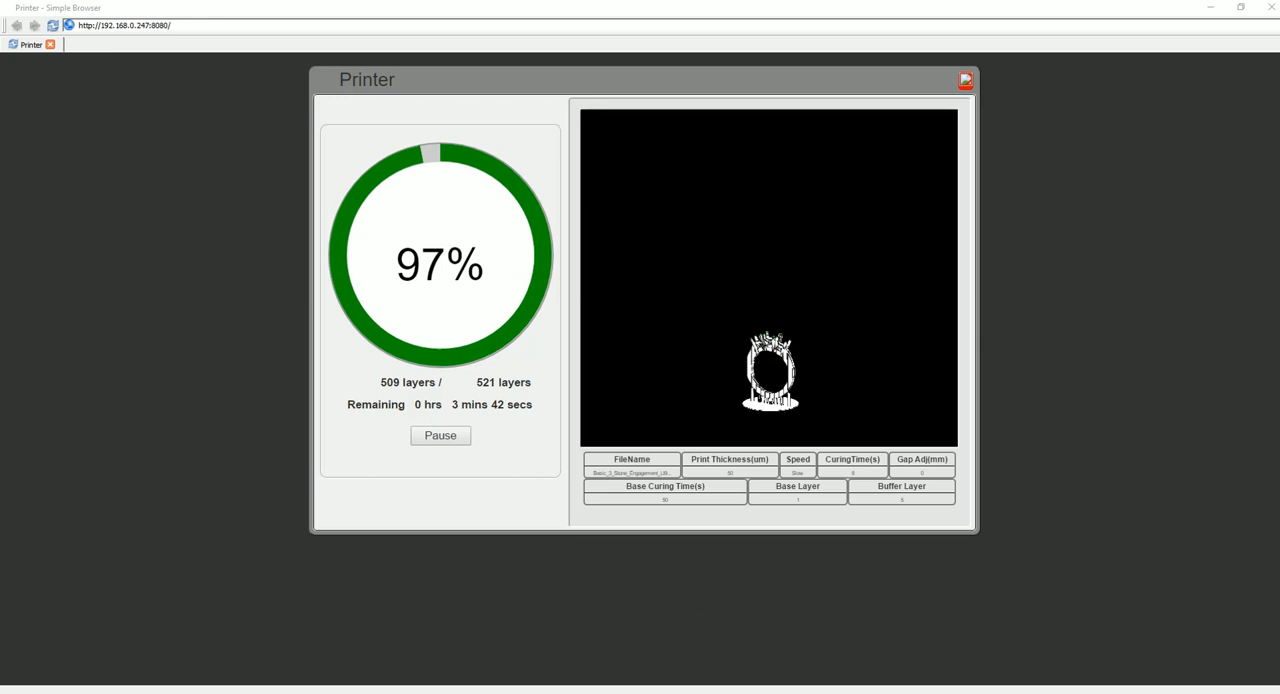 Printer - Simple Browser
http://192.168.0.247:8080/
Printer
Printer
97%
509 layers / 521 layers
Remaining 0 hrs 3 mins 42 secs
Pause
FileName Print Thickness(um) Speed CuringTime(s) Gap Adj(mm)
Basic_3_Stone_Engagement_U8... 50 Slow 8 0
Base Curing Time(s) Base Layer Buffer Layer
50 1 5